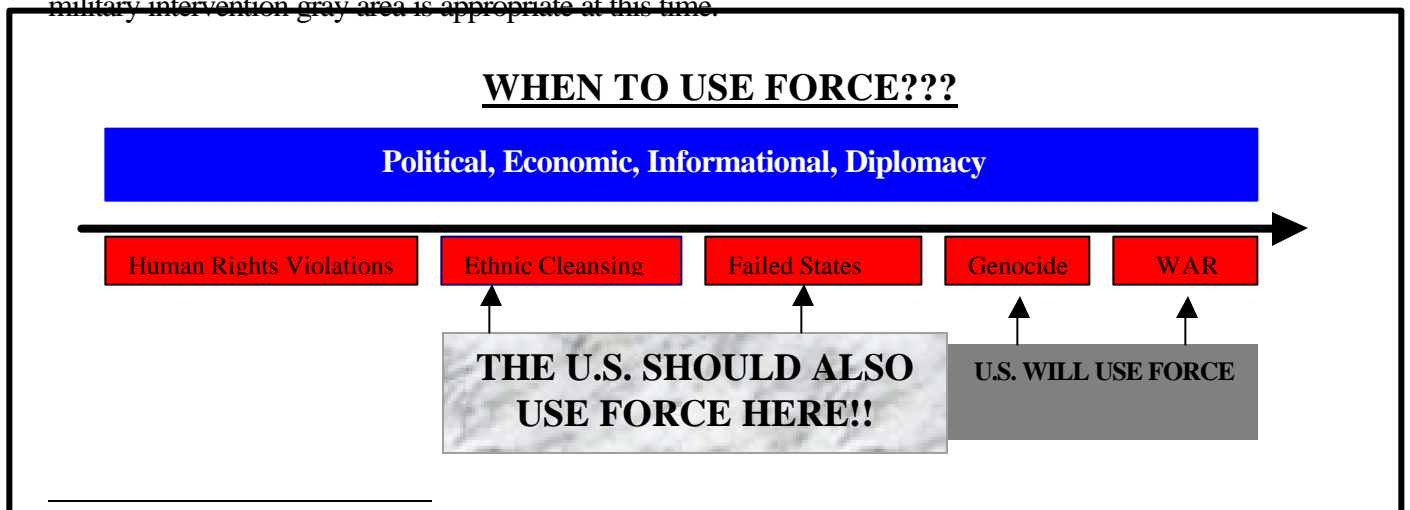 military intervention gray area is appropriate at this time.
WHEN TO USE FORCE???
Political, Economic, Informational, Diplomacy
Human Rights Violations
Ethnic Cleansing
Failed States
Genocide
WAR
THE U.S. SHOULD ALSO
USE FORCE HERE!!
U.S. WILL USE FORCE